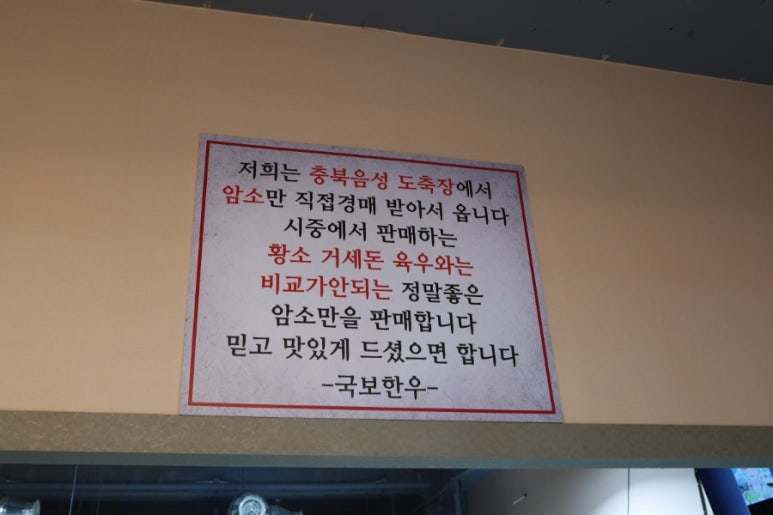 저희는 충북음성 도축장에서
암소만 직접경매 받아서 옵니다
시중에서 판매하는
황소 거세돈 육우와는
비교가안되는 정말좋은
암소만을 판매합니다
믿고 맛있게 드셨으면 합니다
-국보한우-